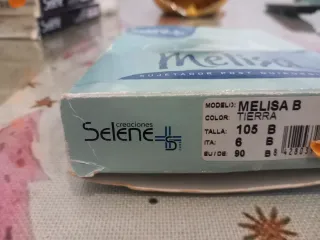 Melisa
SUJETADOR POST QUIRÚRGICO
creaciones
Selene
MODELO: MELISA B
COLOR: TIERRA
TALLA: 105 B
ITA: 6 B
EU/DE: 90 B